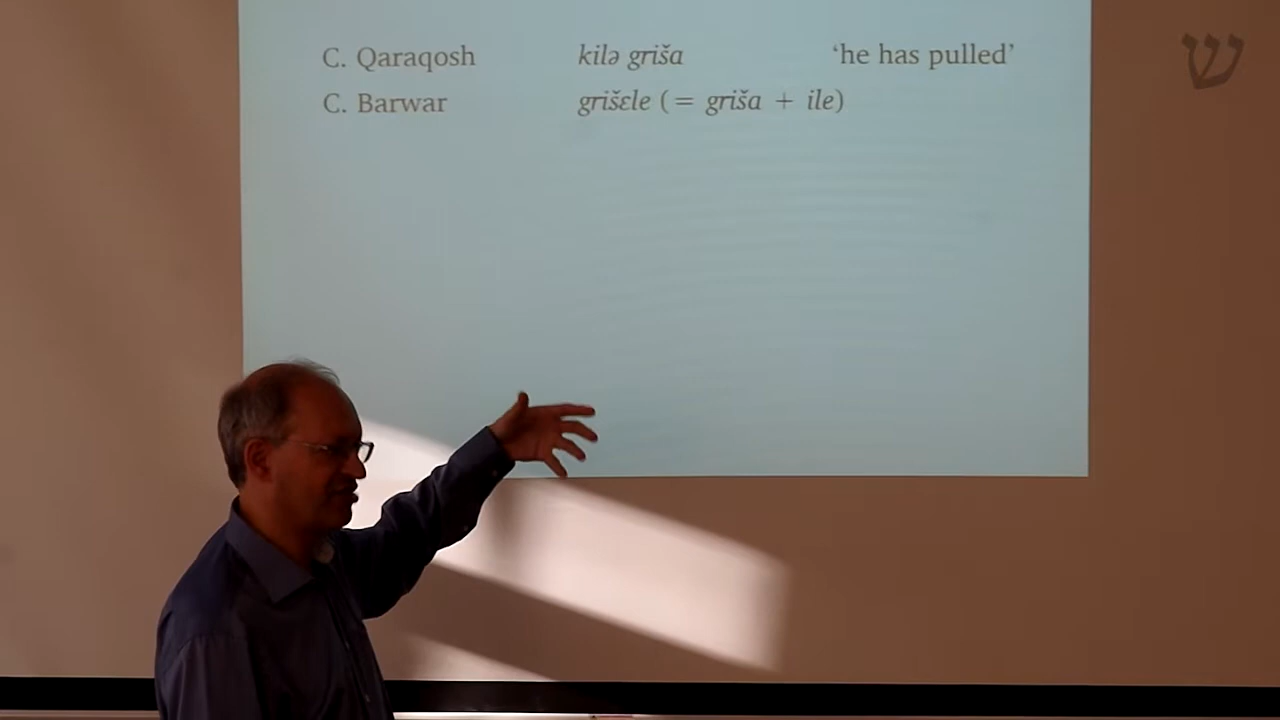 C. Qaraqosh kilə griša ‘he has pulled’
C. Barwar grišɛle (= griša + ile)
ש